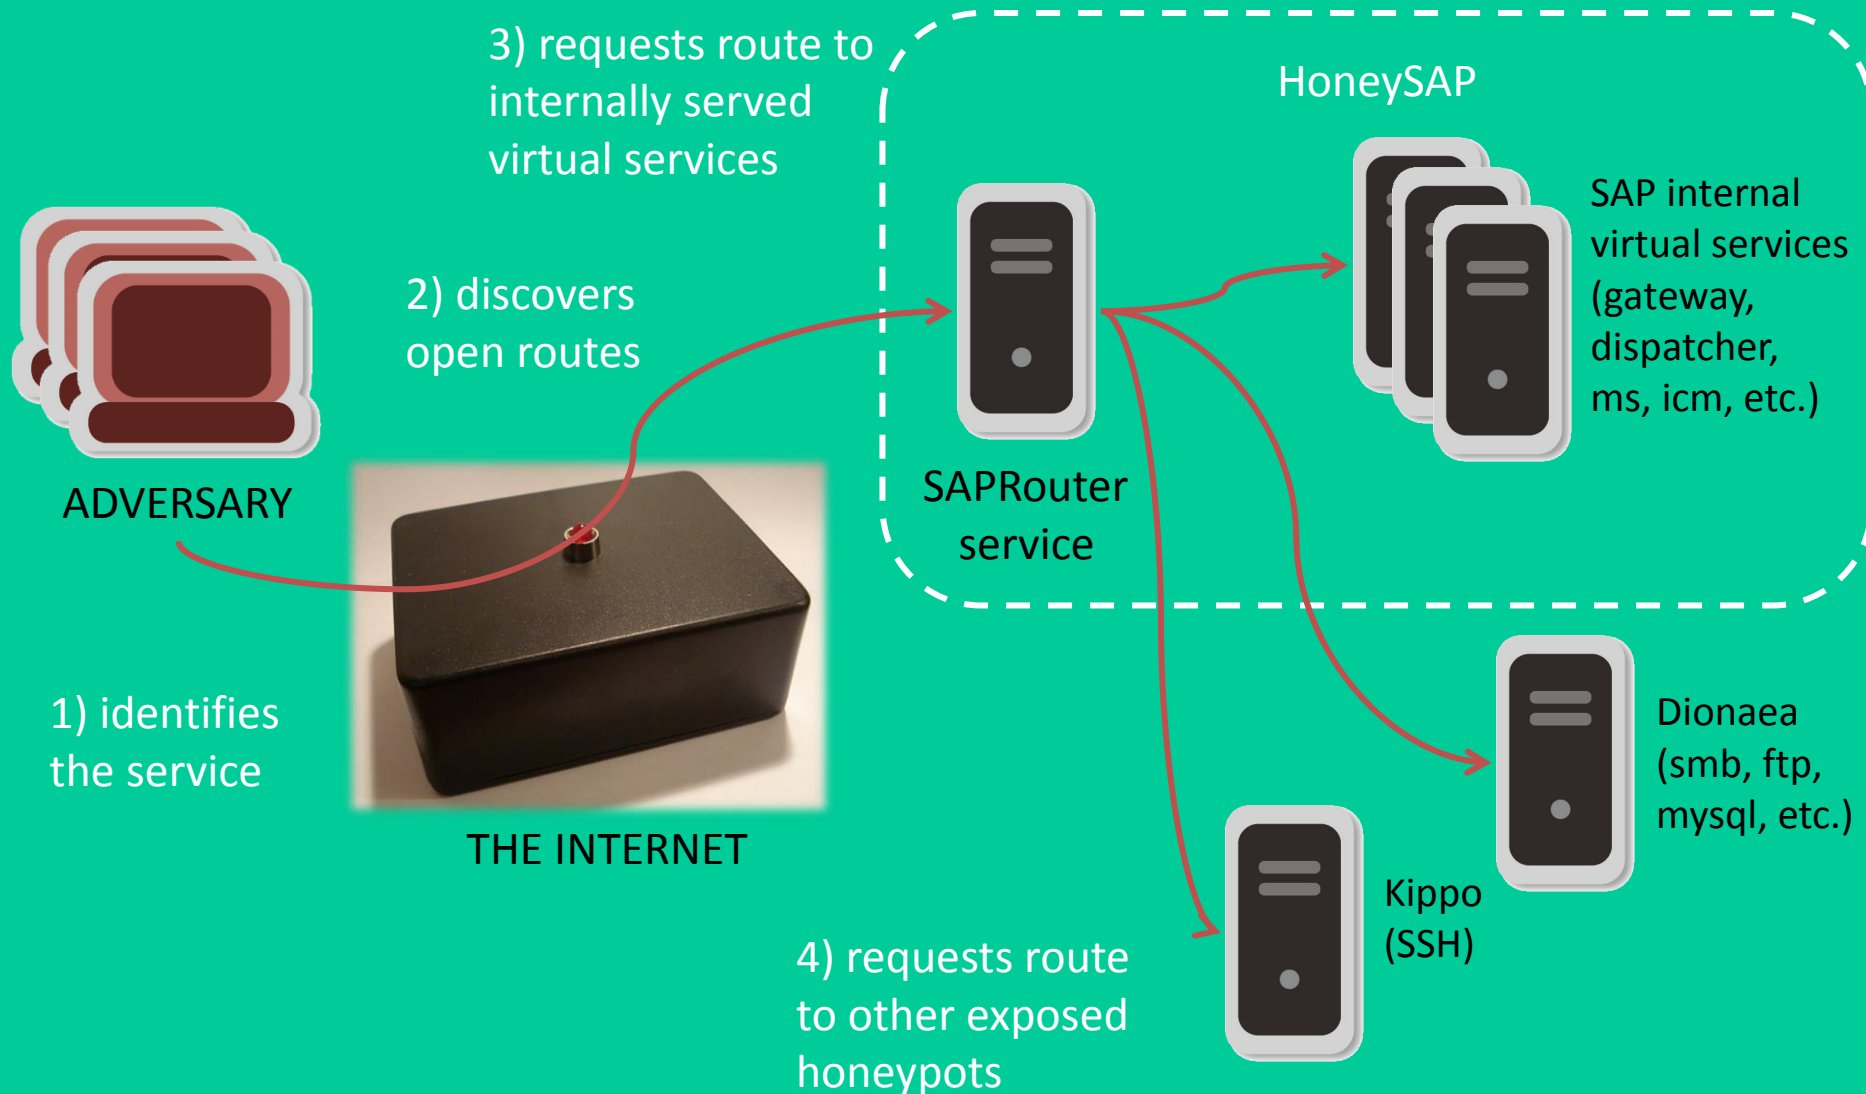 3) requests route to
internally served
virtual services
HoneySAP
SAP internal
virtual services
(gateway,
dispatcher,
ms, icm, etc.)
2) discovers
open routes
ADVERSARY
SAPRouter
service
1) identifies
the service
THE INTERNET
Dionaea
(smb, ftp,
mysql, etc.)
Kippo
(SSH)
4) requests route
to other exposed
honeypots